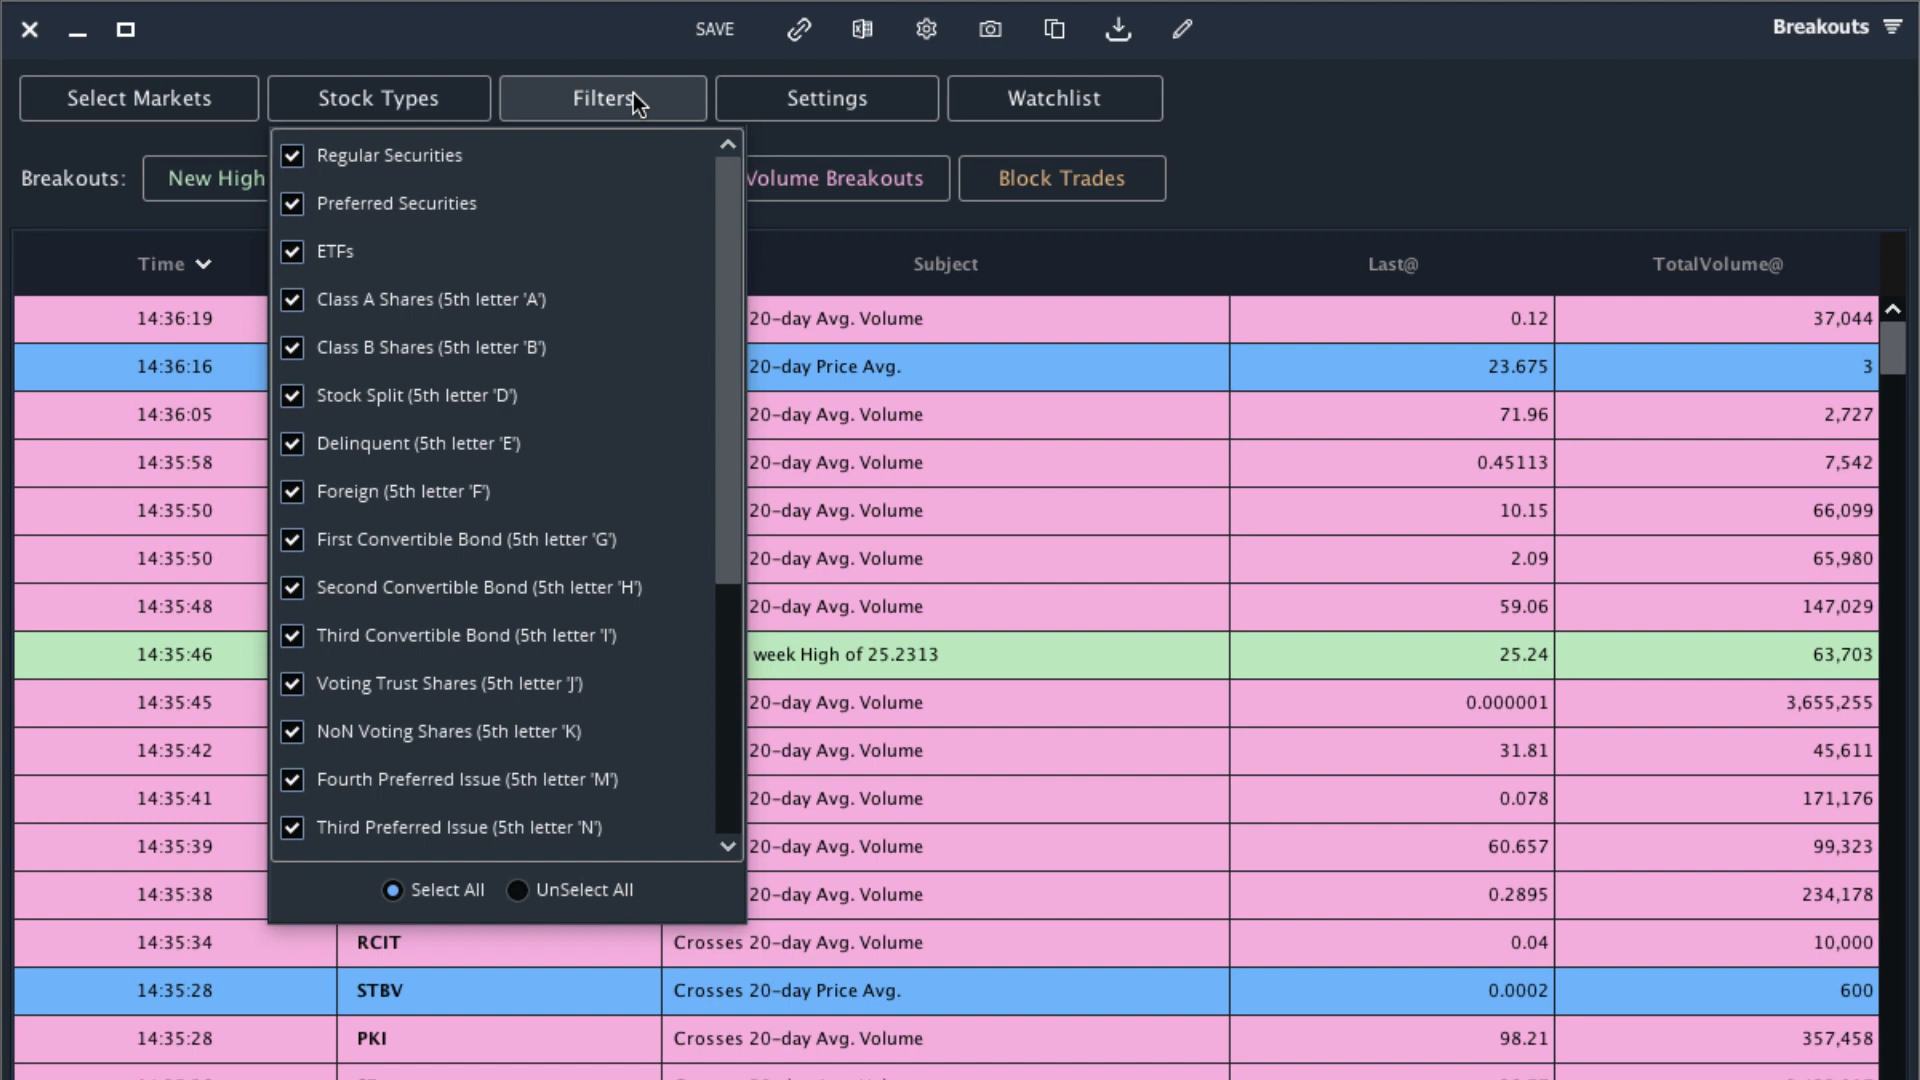 SAVE
Breakouts
Select Markets Stock Types Filters Settings Watchlist
Breakouts: New High Volume Breakouts Block Trades
Regular Securities
Preferred Securities
ETFs
Class A Shares (5th letter 'A')
Class B Shares (5th letter 'B')
Stock Split (5th letter 'D')
Delinquent (5th letter 'E')
Foreign (5th letter 'F')
First Convertible Bond (5th letter 'G')
Second Convertible Bond (5th letter 'H')
Third Convertible Bond (5th letter 'I')
Voting Trust Shares (5th letter 'J')
NoN Voting Shares (5th letter 'K)
Fourth Preferred Issue (5th letter 'M')
Third Preferred Issue (5th letter 'N')
Select All UnSelect All
Time Subject Last@ TotalVolume@
14:36:19 20-day Avg. Volume 0.12 37,044
14:36:16 20-day Price Avg. 23.675 3
14:36:05 20-day Avg. Volume 71.96 2,727
14:35:58 20-day Avg. Volume 0.45113 7,542
14:35:50 20-day Avg. Volume 10.15 66,099
14:35:50 20-day Avg. Volume 2.09 65,980
14:35:48 20-day Avg. Volume 59.06 147,029
14:35:46 week High of 25.2313 25.24 63,703
14:35:45 20-day Avg. Volume 0.000001 3,655,255
14:35:42 20-day Avg. Volume 31.81 45,611
14:35:41 20-day Avg. Volume 0.078 171,176
14:35:39 20-day Avg. Volume 60.657 99,323
14:35:38 20-day Avg. Volume 0.2895 234,178
14:35:34 RCIT Crosses 20-day Avg. Volume 0.04 10,000
14:35:28 STBV Crosses 20-day Price Avg. 0.0002 600
14:35:28 PKI Crosses 20-day Avg. Volume 98.21 357,458